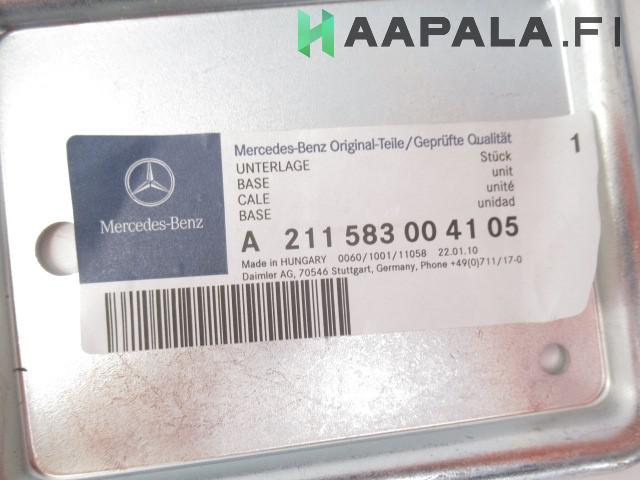 HAAPALA.FI
Mercedes-Benz Original-Teile/Geprüfte Qualität
UNTERLAGE Stück 1
BASE unit
CALE unité
BASE unidad
Mercedes-Benz
A 211 583 00 41 05
Made in HUNGARY 0060/1001/11058 22.01.10
Daimler AG, 70546 Stuttgart, Germany, Phone +49(0)711/17-0